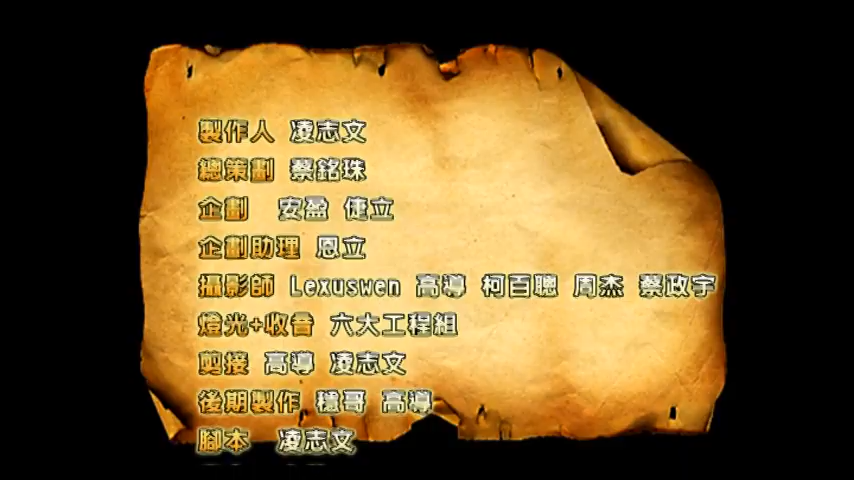 製作人 凌志文
總策劃 蔡銘珠
企劃 安盈 倢立
企劃助理 恩立
攝影師 Lexuswen 高導 柯百聰 周杰 蔡政宇
燈光+收音 六大工程組
剪接 高導 凌志文
後期製作 穩哥 高導
腳本 凌志文